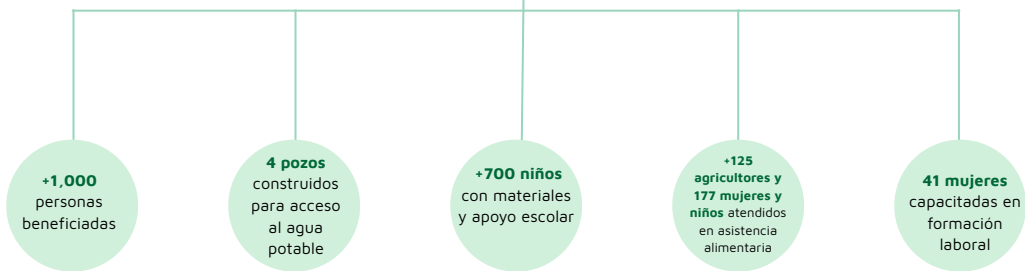 +1,000
personas
beneficiadas
4 pozos
construidos
para acceso
al agua
potable
+700 niños
con materiales
y apoyo escolar
+125
agricultores y
177 mujeres y
niños atendidos
en asistencia
alimentaria
41 mujeres
capacitadas en
formación
laboral